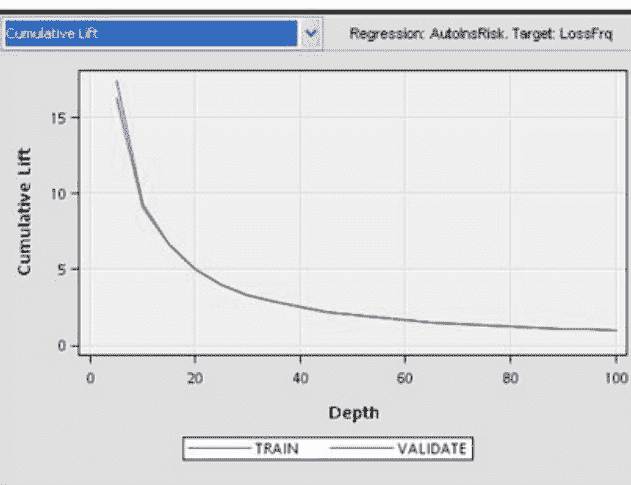 Cumulative Lift
Regression: AutoInsRisk. Target: LossFrq
15
10
5
0
Cumulative Lift
0 20 40 60 80 100
Depth
TRAIN VALIDATE